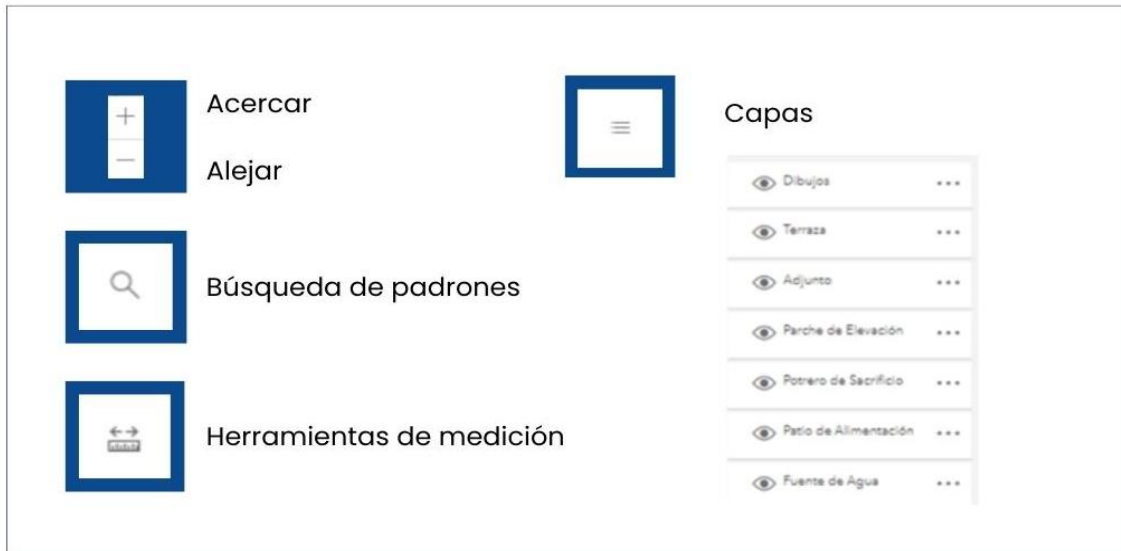 Acercar
Alejar
Búsqueda de padrones
Herramientas de medición
Capas
Dibujos
Terraza
Adjunto
Parche de Elevación
Potrero de Sacrificio
Patio de Alimentación
Fuente de Agua